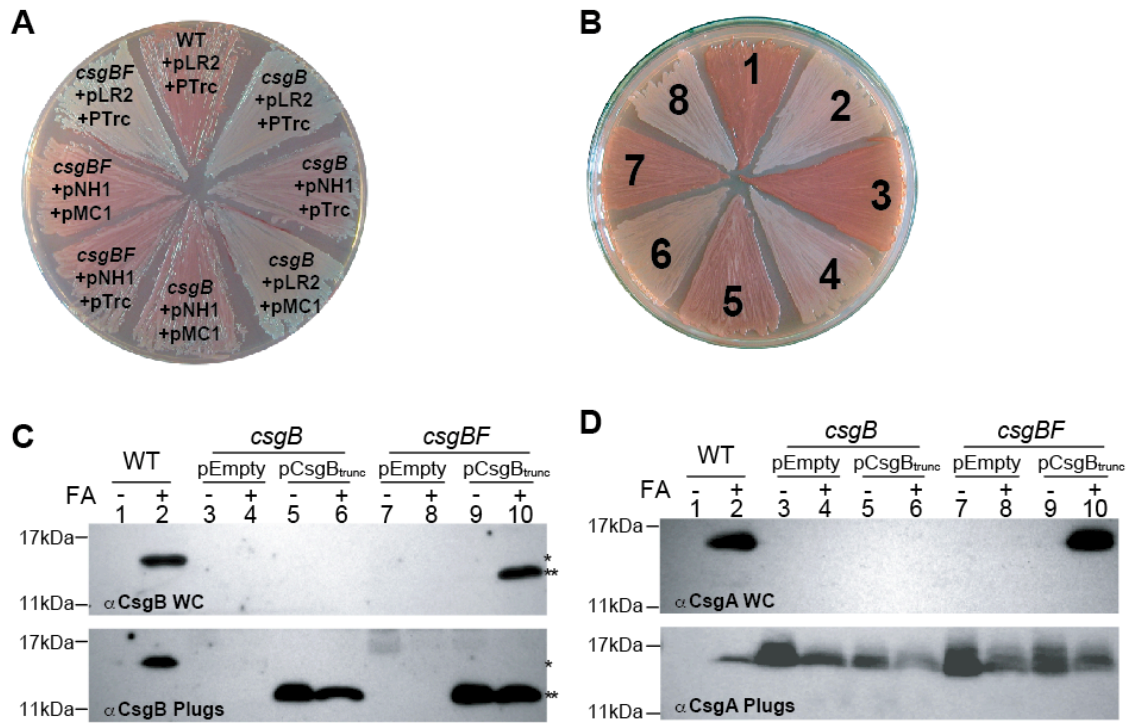 A
WT
+pLR2
+PTrc
csgB
+pLR2
+PTrc
csgB
+pNH1
+pTrc
csgB
+pLR2
+pMC1
csgB
+pNH1
+pMC1
csgBF
+pNH1
+pTrc
csgBF
+pNH1
+pMC1
csgBF
+pLR2
+PTrc
B
1
2
3
4
5
6
7
8
C
csgB csgBF
WT pEmpty pCsgBtrunc pEmpty pCsgBtrunc
FA - + - + - + - + - +
1 2 3 4 5 6 7 8 9 10
17kDa
*
**
11kDa
αCsgB WC
17kDa
*
**
11kDa
αCsgB Plugs
D
csgB csgBF
WT pEmpty pCsgBtrunc pEmpty pCsgBtrunc
FA - + - + - + - + - +
1 2 3 4 5 6 7 8 9 10
17kDa
11kDa
αCsgA WC
17kDa
11kDa
αCsgA Plugs